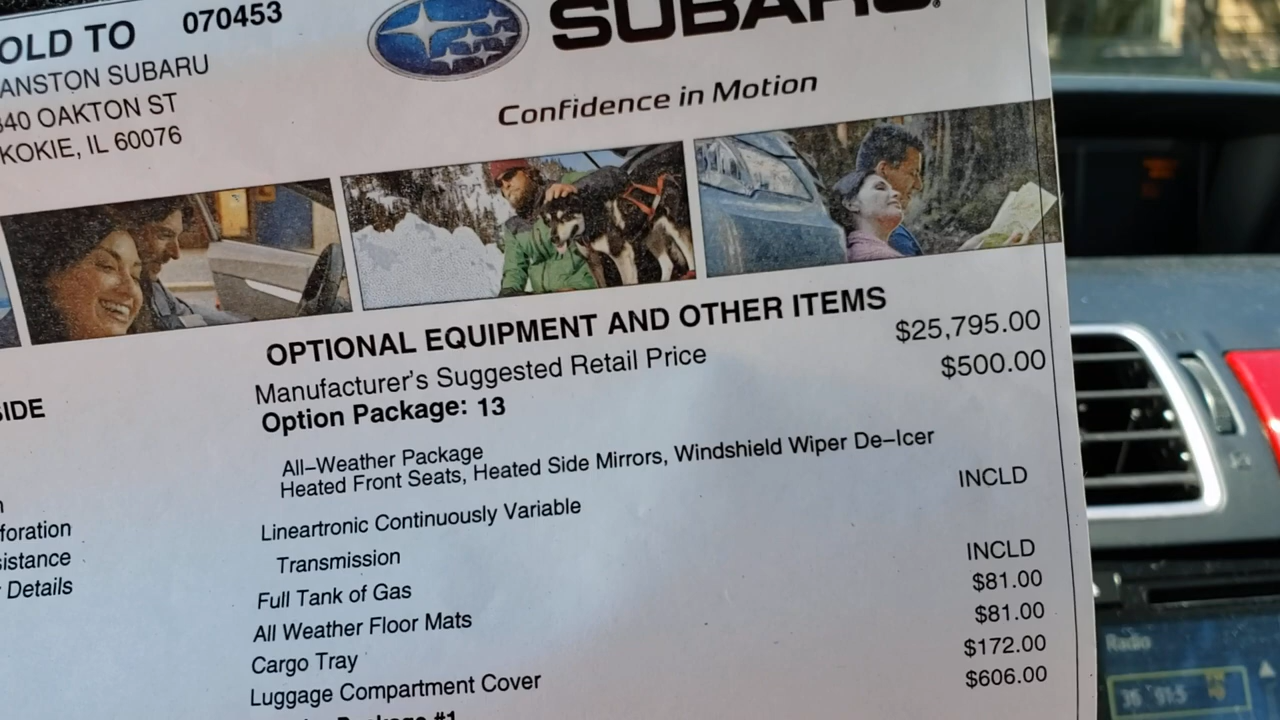 OLD TO 070453
ANSTON SUBARU
340 OAKTON ST
KOKIE, IL 60076
SUBARU
Confidence in Motion
OPTIONAL EQUIPMENT AND OTHER ITEMS
Manufacturer's Suggested Retail Price $25,795.00
Option Package: 13 $500.00
All-Weather Package
Heated Front Seats, Heated Side Mirrors, Windshield Wiper De-Icer
Lineartronic Continuously Variable INCLD
Transmission
Full Tank of Gas INCLD
All Weather Floor Mats $81.00
Cargo Tray $81.00
Luggage Compartment Cover $172.00
Package #1 $606.00
SIDE
foration
sistance
Details
Radio